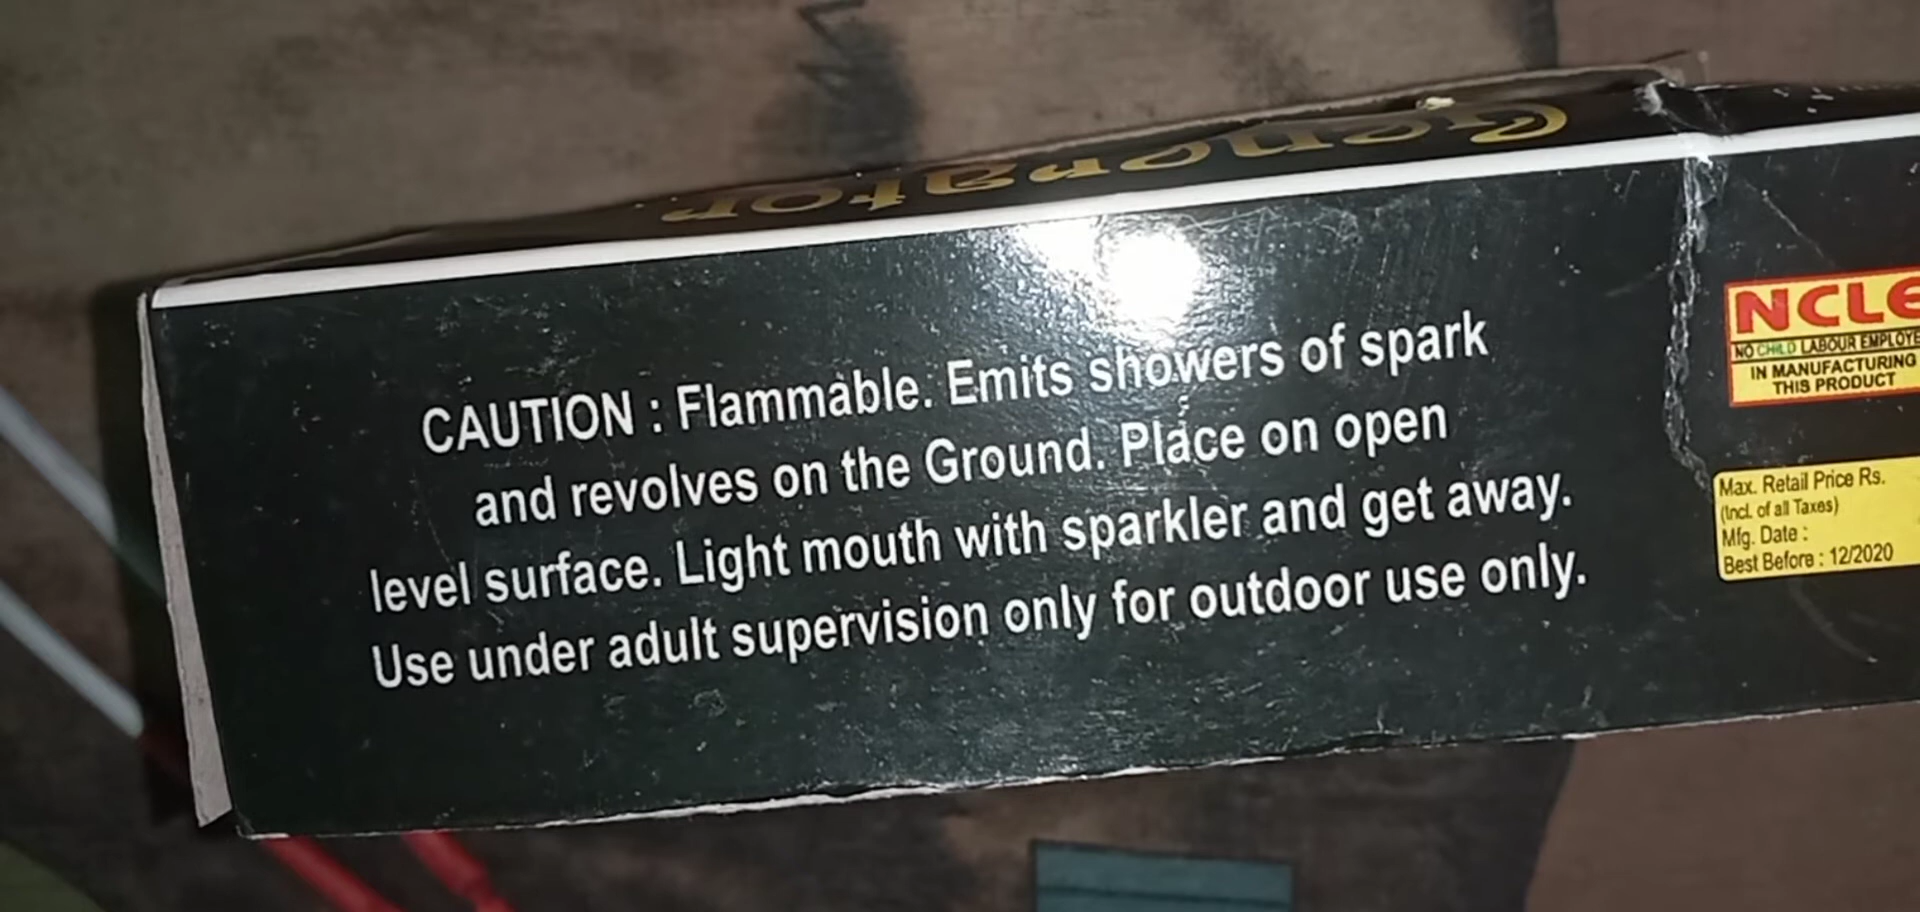 Generator
CAUTION : Flammable. Emits showers of spark
and revolves on the Ground. Place on open
level surface. Light mouth with sparkler and get away.
Use under adult supervision only for outdoor use only.
NCLE
NO CHILD LABOUR EMPLOYE
IN MANUFACTURING
THIS PRODUCT
Max. Retail Price Rs.
(Incl. of all Taxes)
Mfg. Date :
Best Before : 12/2020